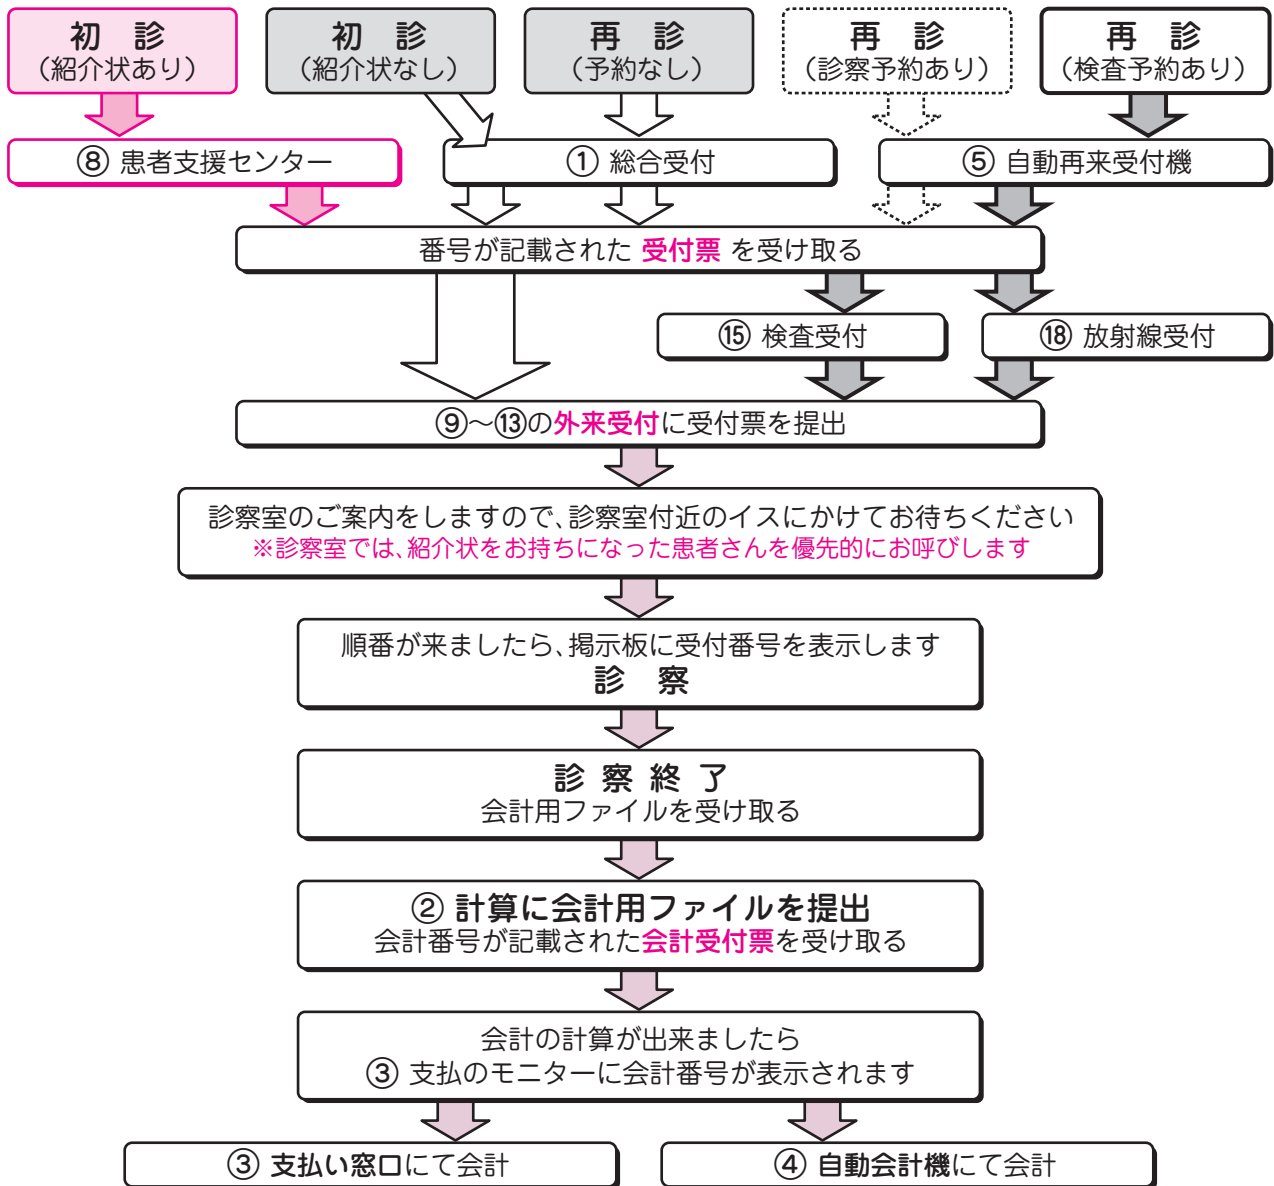 初　診
（紹介状あり）
初　診
（紹介状なし）
再　診
（予約なし）
再　診
（診察予約あり）
再　診
（検査予約あり）
⑧ 患者支援センター
① 総合受付
⑤ 自動再来受付機
番号が記載された 受付票 を受け取る
⑮ 検査受付
⑱ 放射線受付
⑨～⑬の外来受付に受付票を提出
診察室のご案内をしますので、診察室付近のイスにかけてお待ちください
※診察室では、紹介状をお持ちになった患者さんを優先的にお呼びします
順番が来ましたら、掲示板に受付番号を表示します
診　察
診 察 終 了
会計用ファイルを受け取る
② 計算に会計用ファイルを提出
会計番号が記載された会計受付票を受け取る
会計の計算が出来ましたら
③ 支払のモニターに会計番号が表示されます
③ 支払い窓口にて会計
④ 自動会計機にて会計